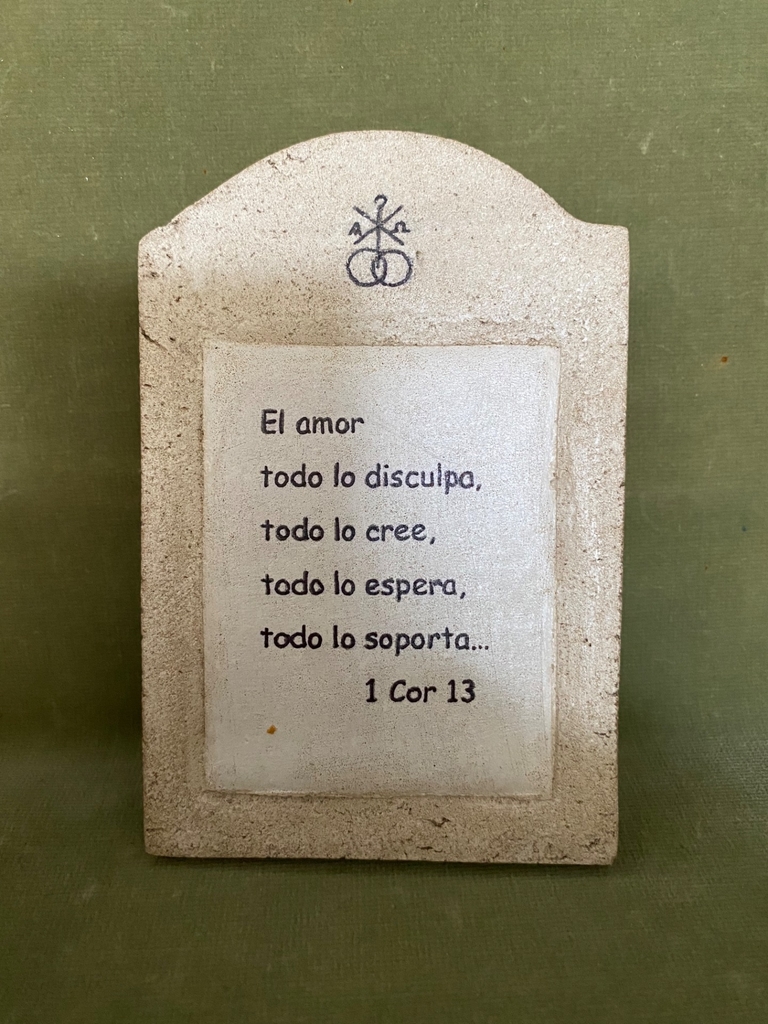 Α Ω
El amor
todo lo disculpa,
todo lo cree,
todo lo espera,
todo lo soporta...
1 Cor 13